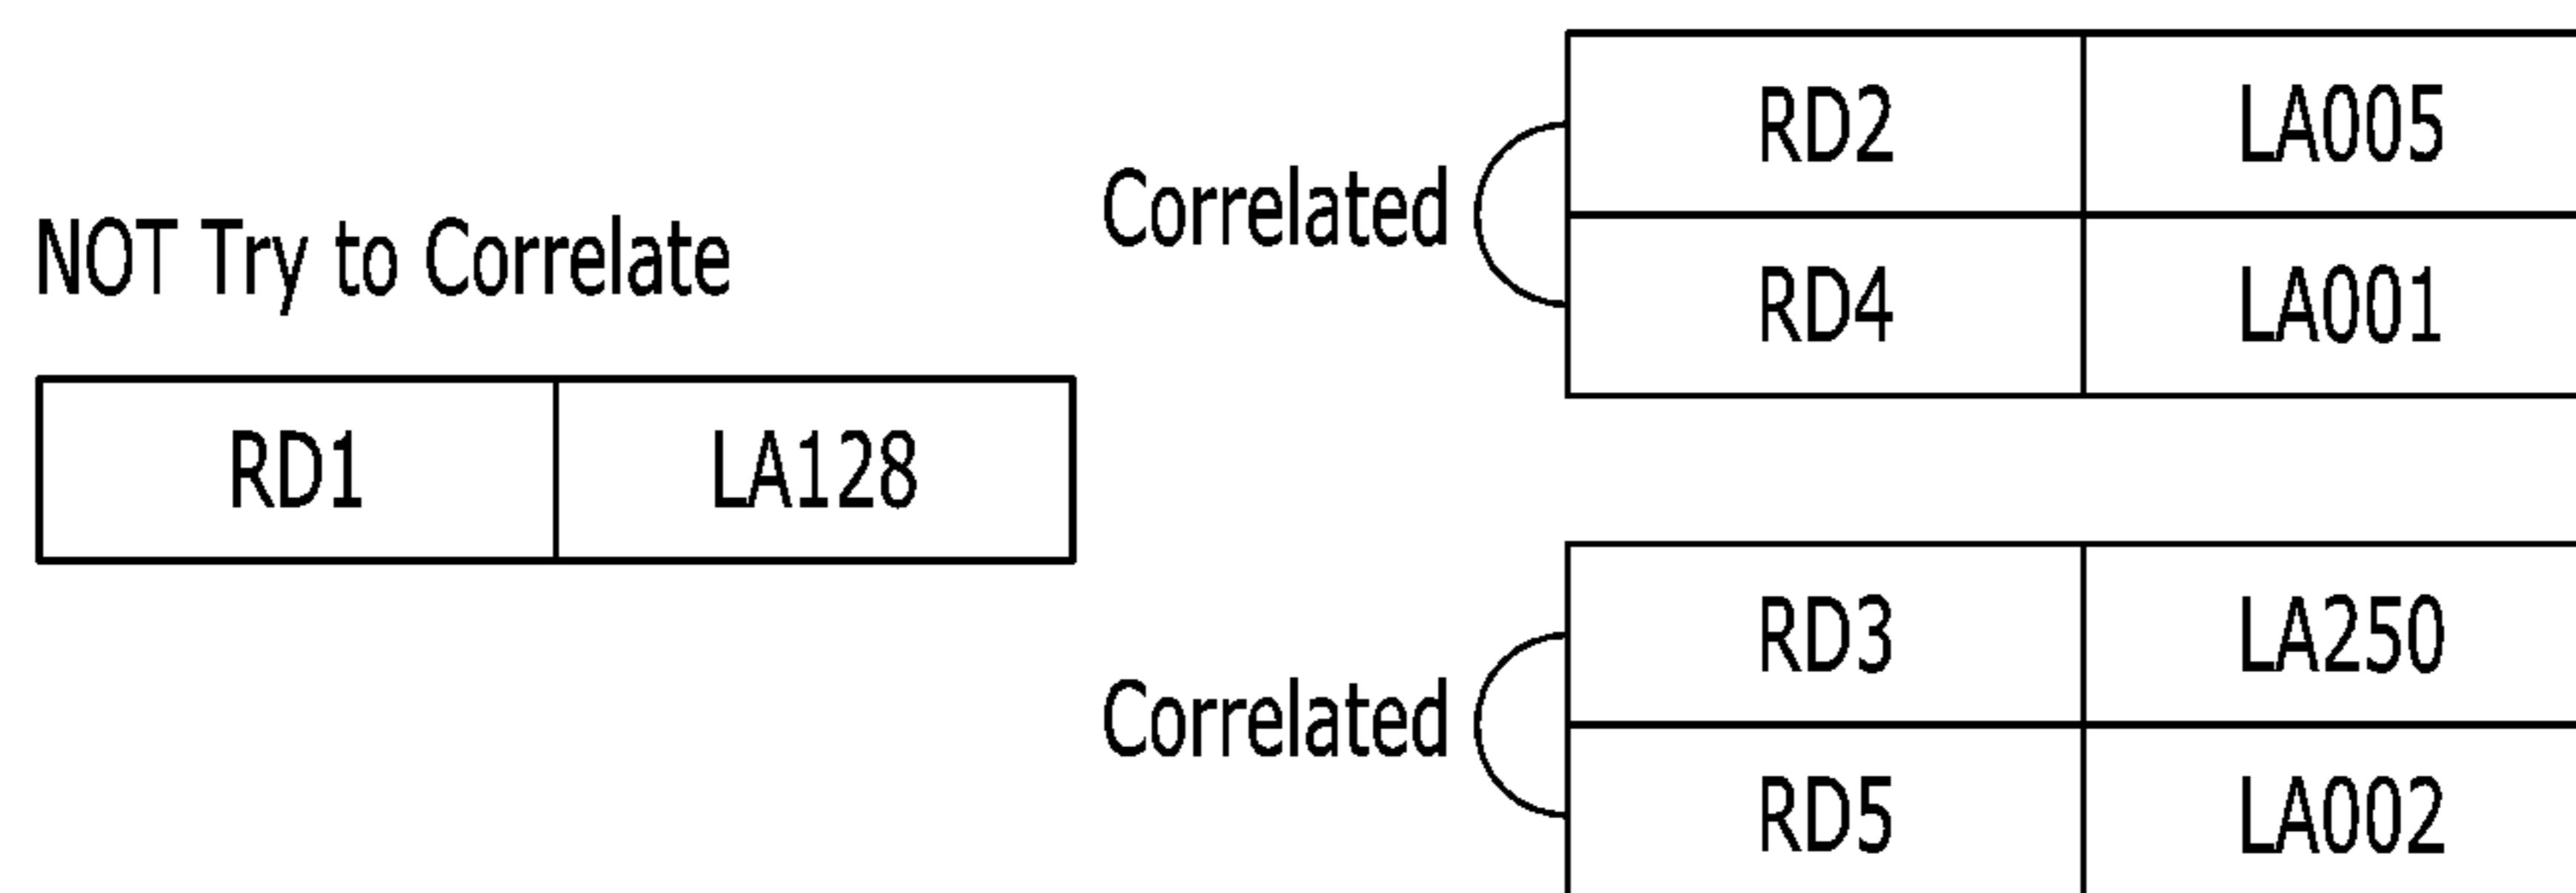 NOT Try to Correlate
RD1 LA128
Correlated
RD2 LA005
RD4 LA001
Correlated
RD3 LA250
RD5 LA002